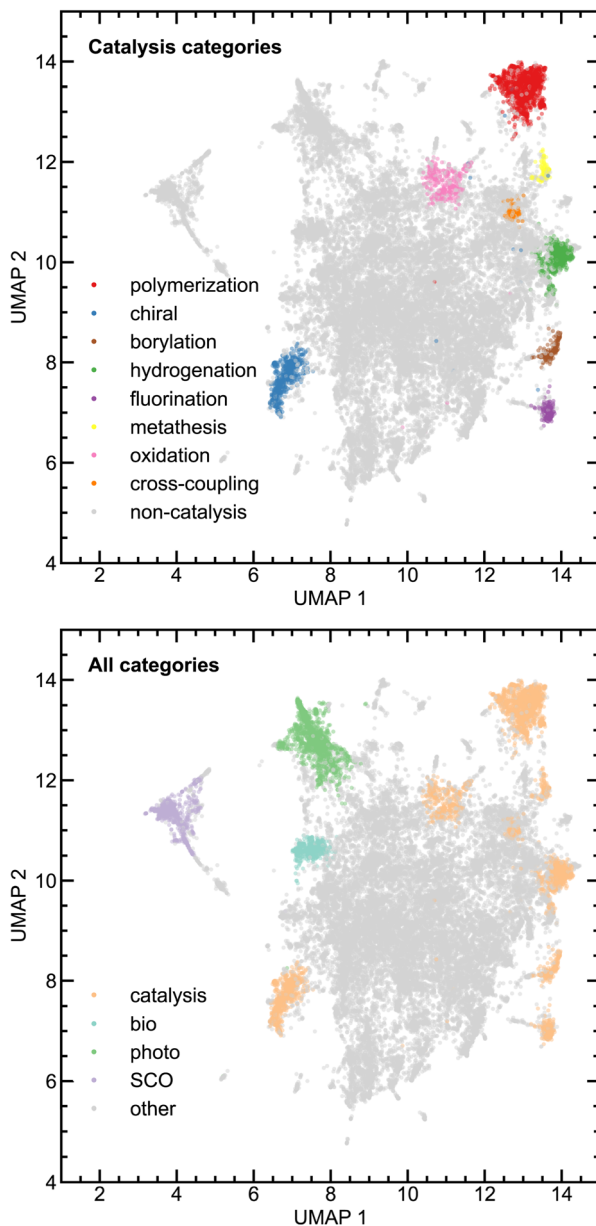 Catalysis categories
14
12
10
8
6
4
UMAP 2
polymerization
chiral
borylation
hydrogenation
fluorination
metathesis
oxidation
cross-coupling
non-catalysis
2 4 6 8 10 12 14
UMAP 1
All categories
14
12
10
8
6
4
UMAP 2
catalysis
bio
photo
SCO
other
2 4 6 8 10 12 14
UMAP 1